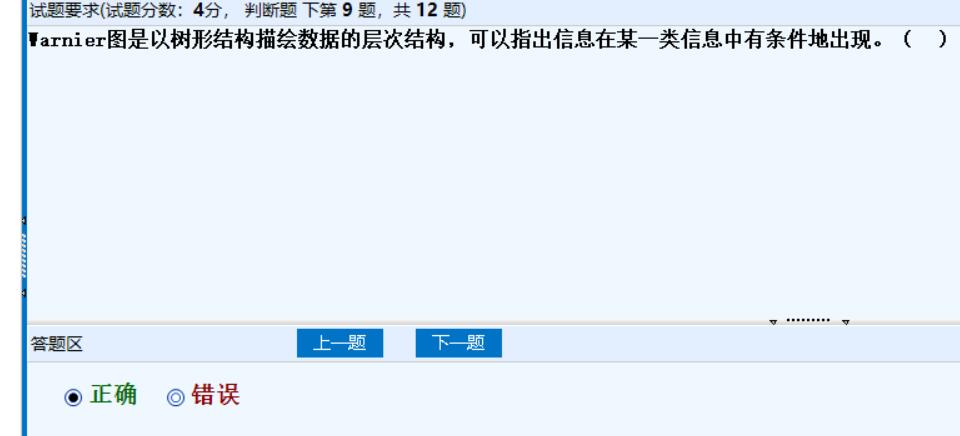 试题要求(试题分数：4分， 判断题 下第 9 题，共 12 题)
Warnier图是以树形结构描绘数据的层次结构，可以指出信息在某一类信息中有条件地出现。（　）
答题区
上一题
下一题
正确
错误